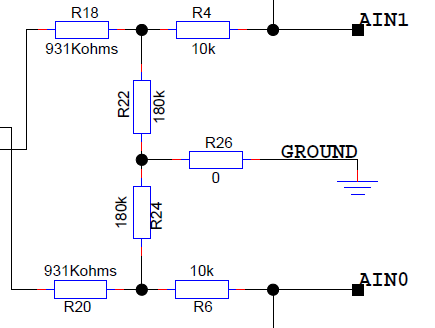 R18
R4
AIN1
931Kohms
10k
R22
180k
R26
GROUND
0
180k
R24
931Kohms
10k
AIN0
R20
R6